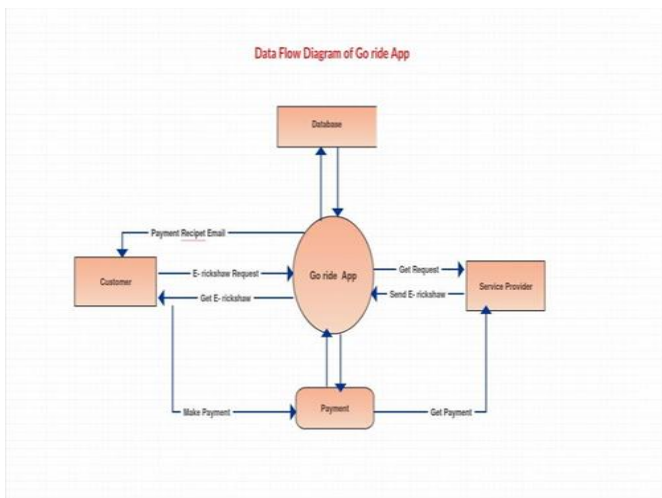 Data Flow Diagram of Go ride App
Database
Payment Recipet Email
Customer
E- rickshaw Request
Get E- rickshaw
Go ride App
Get Request
Send E- rickshaw
Service Provider
Make Payment
Payment
Get Payment